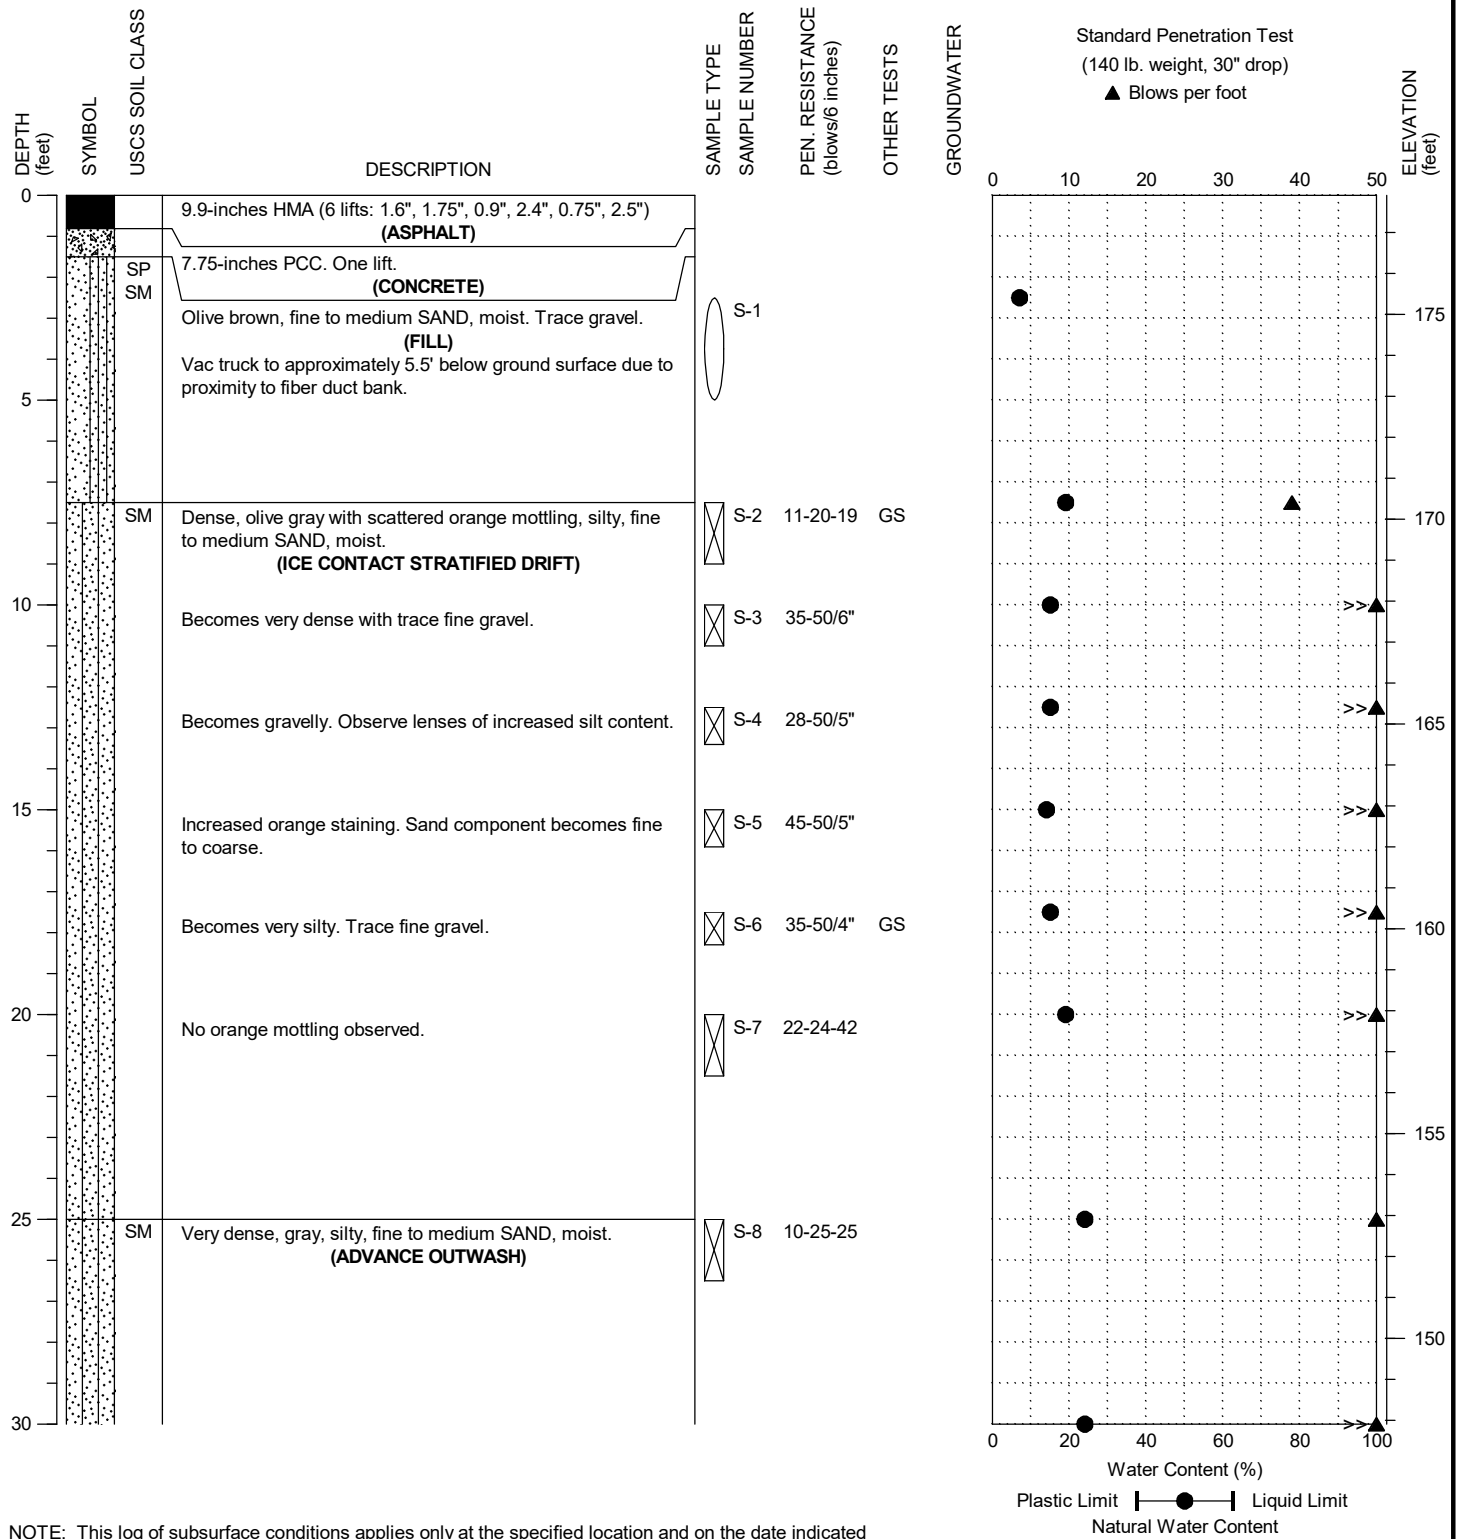 DEPTH
(feet)
SYMBOL
USCS SOIL CLASS
DESCRIPTION
SAMPLE TYPE
SAMPLE NUMBER
PEN. RESISTANCE
(blows/6 inches)
OTHER TESTS
GROUNDWATER
Standard Penetration Test
(140 lb. weight, 30" drop)
▲ Blows per foot
ELEVATION
(feet)
0 10 20 30 40 50
0
9.9-inches HMA (6 lifts: 1.6", 1.75", 0.9", 2.4", 0.75", 2.5")
(ASPHALT)
SP
SM
7.75-inches PCC. One lift.
(CONCRETE)
Olive brown, fine to medium SAND, moist. Trace gravel.
(FILL)
S-1
175
Vac truck to approximately 5.5' below ground surface due to
proximity to fiber duct bank.
5
SM
Dense, olive gray with scattered orange mottling, silty, fine
to medium SAND, moist.
(ICE CONTACT STRATIFIED DRIFT)
S-2 11-20-19 GS
170
10
Becomes very dense with trace fine gravel.
S-3 35-50/6"
>>
Becomes gravelly. Observe lenses of increased silt content.
S-4 28-50/5"
>>
165
15
Increased orange staining. Sand component becomes fine
to coarse.
S-5 45-50/5"
>>
Becomes very silty. Trace fine gravel.
S-6 35-50/4" GS
>>
160
20
No orange mottling observed.
S-7 22-24-42
>>
155
25
SM
Very dense, gray, silty, fine to medium SAND, moist.
(ADVANCE OUTWASH)
S-8 10-25-25
150
30
>>
0 20 40 60 80 100
Water Content (%)
Plastic Limit Liquid Limit
Natural Water Content
NOTE: This log of subsurface conditions applies only at the specified location and on the date indicated